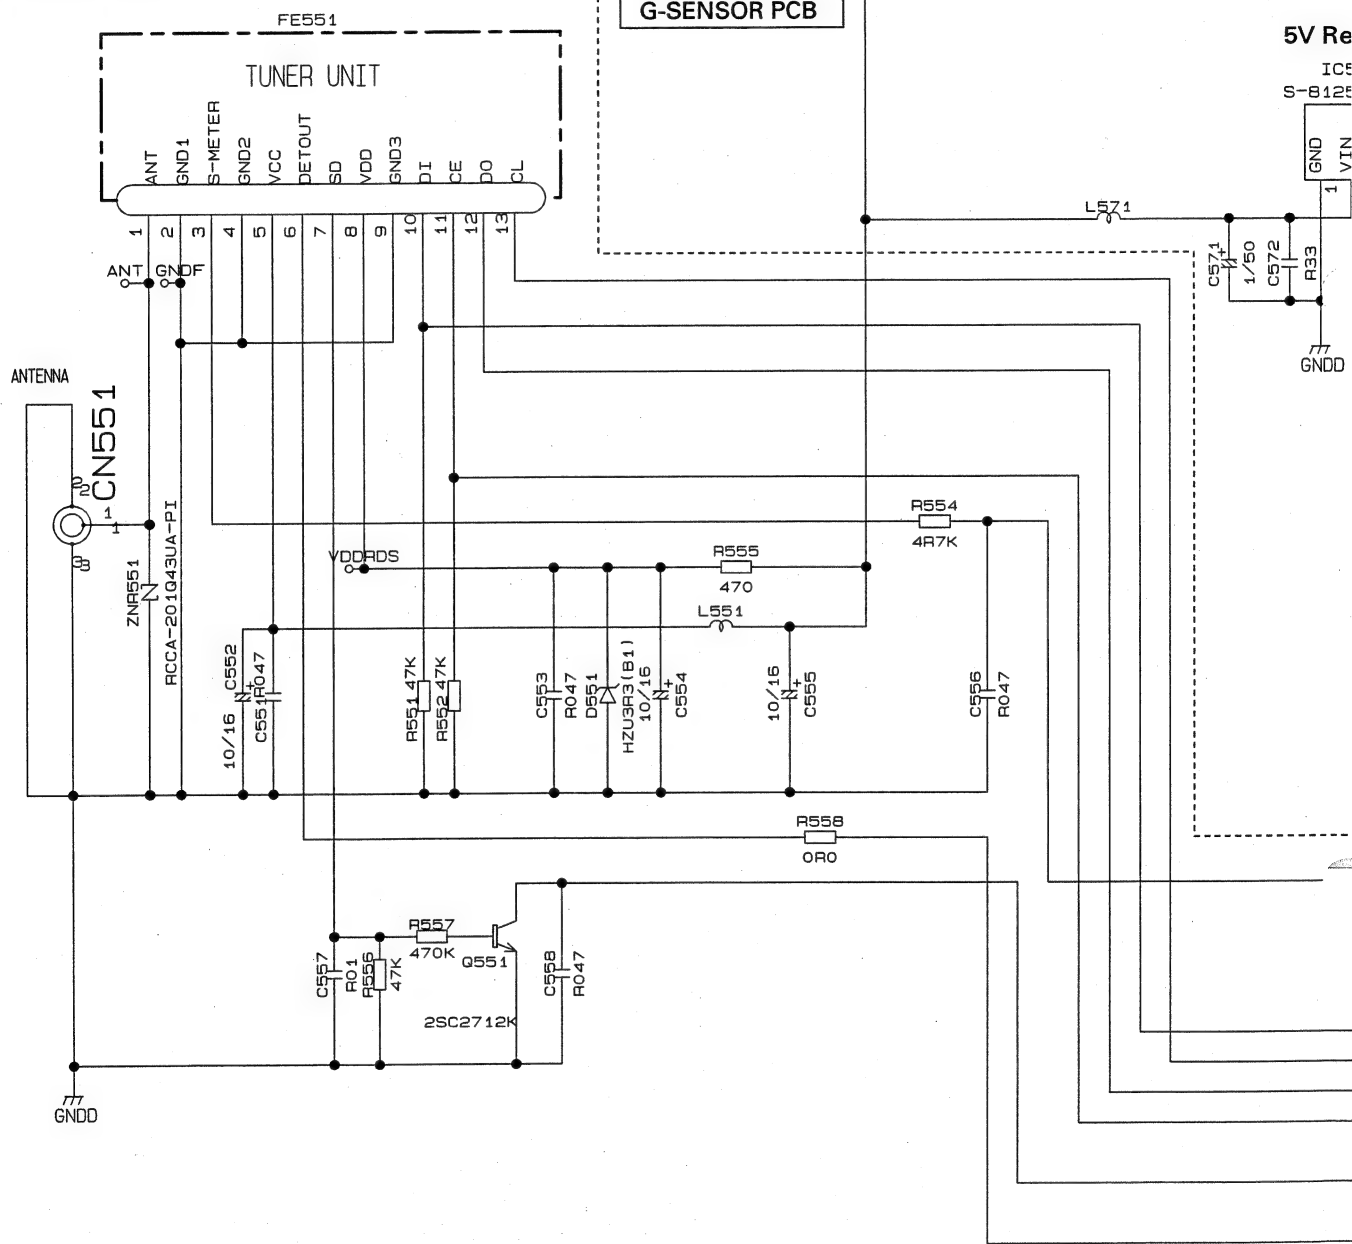 FE551
G-SENSOR PCB
TUNER UNIT
ANT
GND1
S-METER
GND2
VCC
DETOUT
SD
VDD
GND3
DI
CE
DO
CL
1
2
3
4
5
6
7
8
9
10
11
12
13
5V Re
S-8125
GND
VIN
1
L571
C571
1/50
C572
R33
GNDD
ANT
GNDF
ANTENNA
CN551
2
2
1
1
3
3
ZNR551
RCCA-201Q43UA-PI
VDDRDS
R554
4R7K
R555
470
L551
C552
10/16
R047
C551
R551
47K
R552
47K
C553
R047
D551
HZU3R3(B1)
10/16
C554
10/16
C555
C556
R047
R558
0R0
R557
470K
Q551
2SC2712K
C557
R01
R556
47K
C558
R047
GNDD